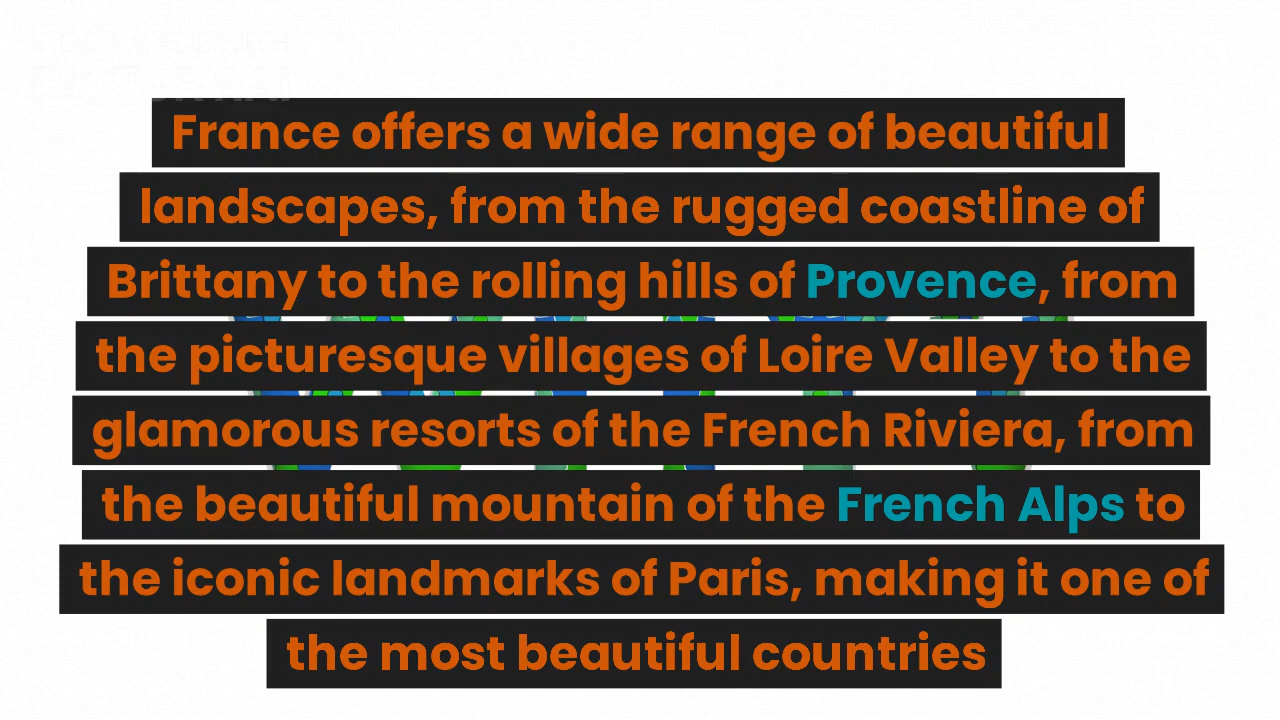 France offers a wide range of beautiful
landscapes, from the rugged coastline of
Brittany to the rolling hills of Provence, from
the picturesque villages of Loire Valley to the
glamorous resorts of the French Riviera, from
the beautiful mountain of the French Alps to
the iconic landmarks of Paris, making it one of
the most beautiful countries